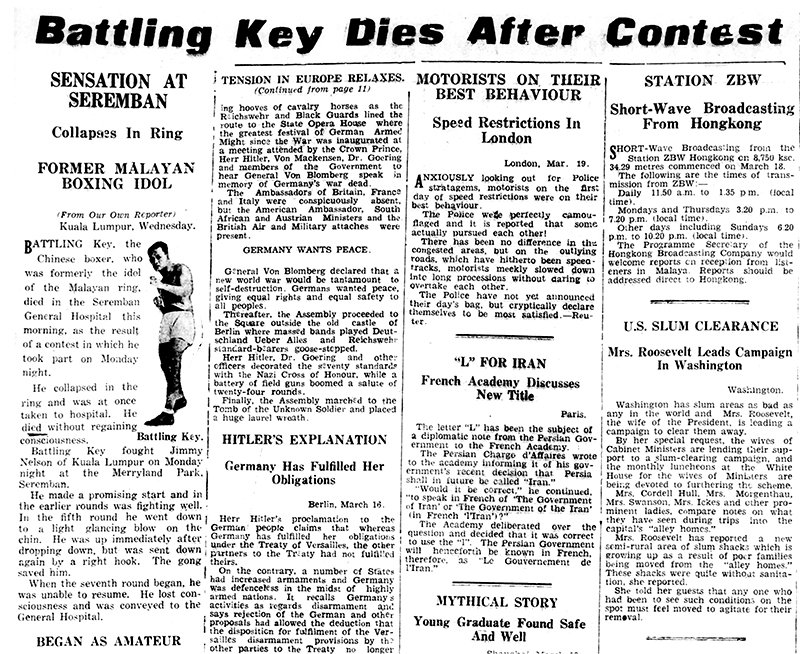 Battling Key Dies After Contest
SENSATION AT
SEREMBAN
Collapses In Ring
FORMER MALAYAN
BOXING IDOL
(From Our Own Reporter)
Kuala Lumpur, Wednesday.
BATTLING Key, the
Chinese boxer, who
was formerly the idol
of the Malayan ring,
died in the Seremban
General Hospital this
morning, as the result
of a contest in which he
took part on Monday
night.
He collapsed in the
ring and was at once
taken to hospital. He
died without regaining
consciousness.
Battling Key.
Battling Key fought Jimmy
Nelson of Kuala Lumpur on Monday
night at the Merryland Park,
Seremban.
He made a promising start and in
the earlier rounds was fighting well.
In the fifth round he went down
to a light glancing blow on the
chin. He was up immediately after
dropping down, but was sent down
again by a right hook. The gong
saved him.
When the seventh round began, he
was unable to resume. He lost con-
sciousness and was conveyed to the
General Hospital.
BEGAN AS AMATEUR
TENSION IN EUROPE RELAXES.
(Continued from page 11)
ing hooves of cavalry horses as the
Reichswehr and Black Guards lined the
route to the State Opera House where
the greatest festival of German Armed
Might since the War was inaugurated at
a meeting attended by the Crown Prince,
Herr Hitler, Von Mackensen, Dr. Goering
and members of the Government to
hear General Von Blomberg speak in
memory of Germany's war dead.
The Ambassadors of Britain, France
and Italy were conspicuously absent,
but the American Ambassador, South
African and Austrian Ministers and the
British Air and Military attaches were
present.
GERMANY WANTS PEACE.
General Von Blomberg declared that a
new world war would be tantamount to
self-destruction. Germans wanted peace,
giving equal rights and equal safety to
all peoples.
Thereafter, the Assembly proceeded to
the Square outside the old castle of
Berlin where massed bands played Deut-
schland Ueber Alles and Reichswehr
standard-bearers goose-stepped.
Herr Hitler, Dr. Goering and other
officers decorated the seventy standards
with the Nazi Cross of Honour, while a
battery of field guns boomed a salute of
twenty-four rounds.
Finally, the Assembly marched to the
Tomb of the Unknown Soldier and placed
a huge laurel wreath.
HITLER'S EXPLANATION
Germany Has Fulfilled Her
Obligations
Berlin, March 16.
Herr Hitler's proclamation to the
German people claims that whereas
Germany has fulfilled her obligations
under the Treaty of Versailles, the other
partners to the Treaty had not fulfilled
theirs.
On the contrary, a number of States
had increased armaments and Germany
was defenceless in the midst of highly
armed nations. It recalls Germany's
activities as regards disarmament and
says rejection of the German and other
proposals had allowed the deduction that
the disposition for fulfilment of the Ver-
sailles disarmament provisions by the
other parties to the Treaty no longer
MOTORISTS ON THEIR
BEST BEHAVIOUR
Speed Restrictions In
London
London, Mar. 19.
ANXIOUSLY looking out for Police
stratagems, motorists on the first
day of speed restrictions were on their
best behaviour.
The Police were perfectly camou-
flaged and it is reported that some
actually pursued each other!
There has been no difference in the
congested areas, but on the outlying
roads, which have hitherto been speed-
tracks, motorists meekly slowed down
into long processions without daring to
overtake each other.
The Police have not yet announced
their day's bag, but cryptically declare
themselves to be most satisfied.—Reu-
ter.
"L" FOR IRAN
French Academy Discusses
New Title
Paris.
The letter "L" has been the subject of
a diplomatic note from the Persian Gov-
ernment to the French Academy.
The Persian Charge d'Affaires wrote
to the academy informing it of his gov-
ernment's recent decision that Persia
shall in future be called "Iran."
"Would it be correct," he continued,
"to speak in French of 'The Government
of Iran' or 'The Government of the Iran'
(in French 'l'Iran')?"
The Academy deliberated over the
question and decided that it was correct
to use the "l". The Persian Government
will henceforth be known in French,
therefore, as "Le Gouvernement de
l'Iran."
MYTHICAL STORY
Young Graduate Found Safe
And Well
STATION ZBW
Short-Wave Broadcasting
From Hongkong
SHORT-Wave Broadcasting from the
Station ZBW Hongkong on 8,750 ksc.
34.29 metres commenced on March 18.
The following are the times of trans-
mission from ZBW:—
Daily 11.50 a.m. to 1.35 p.m. (local
time).
Mondays and Thursdays 3.20 p.m. to
7.20 p.m. (local time).
Other days including Sundays 6.20
p.m. to 10.20 p.m. (local time).
The Programme Secretary of the
Hongkong Broadcasting Company would
welcome reports on reception from list-
eners in Malaya. Reports should be
addressed direct to Hongkong.
U.S. SLUM CLEARANCE
Mrs. Roosevelt Leads Campaign
In Washington
Washington.
Washington has slum areas as bad as
any in the world and Mrs. Roosevelt,
the wife of the President, is leading a
campaign to clear them away.
By her special request, the wives of
Cabinet Ministers are lending their sup-
port to a slum-clearing campaign, and
the monthly luncheons at the White
House for the wives of Ministers are
being devoted to furthering the scheme.
Mrs. Cordell Hull, Mrs. Morgenthau,
Mrs. Swanson, Mrs. Ickes and other pro-
minent ladies, compare notes on what
they have seen during trips into the
capital's "alley homes."
Mrs. Roosevelt has reported a new
semi-rural area of slum shacks which is
growing up as a result of poor families
being moved from the "alley homes."
These shacks were quite without sanita-
tion, she reported.
She told her guests that any one who
had been to see such conditions on the
spot must feel moved to agitate for their
removal.